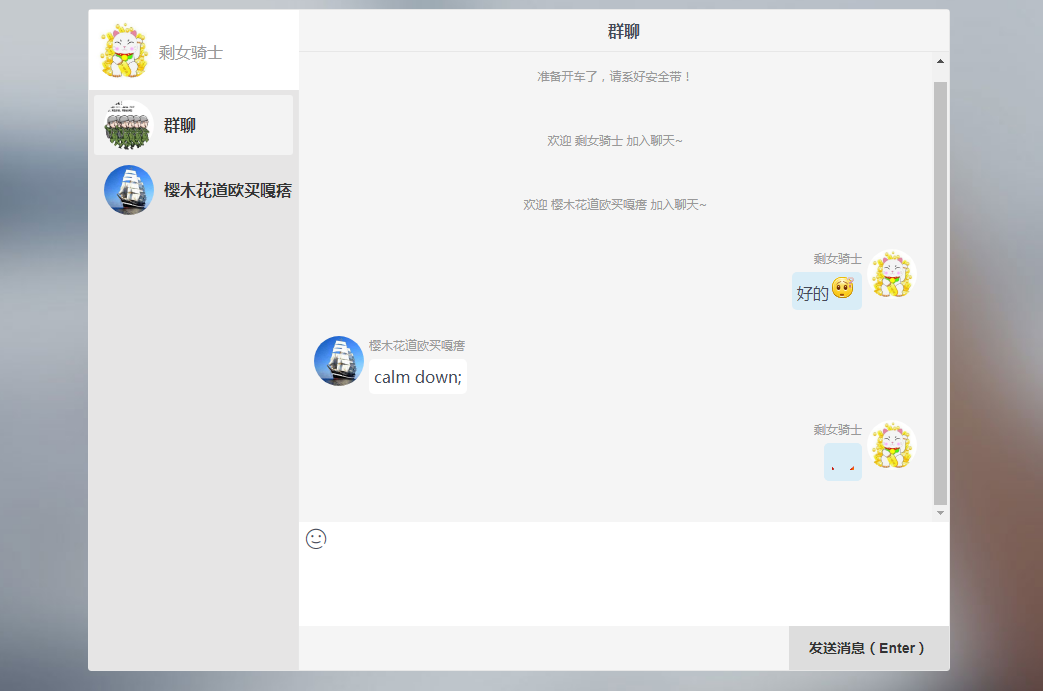 剩女骑士
群聊
樱木花道欧买嘎痞
群聊
准备开车了，请系好安全带！
欢迎 剩女骑士 加入聊天~
欢迎 樱木花道欧买嘎痞 加入聊天~
剩女骑士
好的
樱木花道欧买嘎痞
calm down;
剩女骑士
发送消息（Enter）